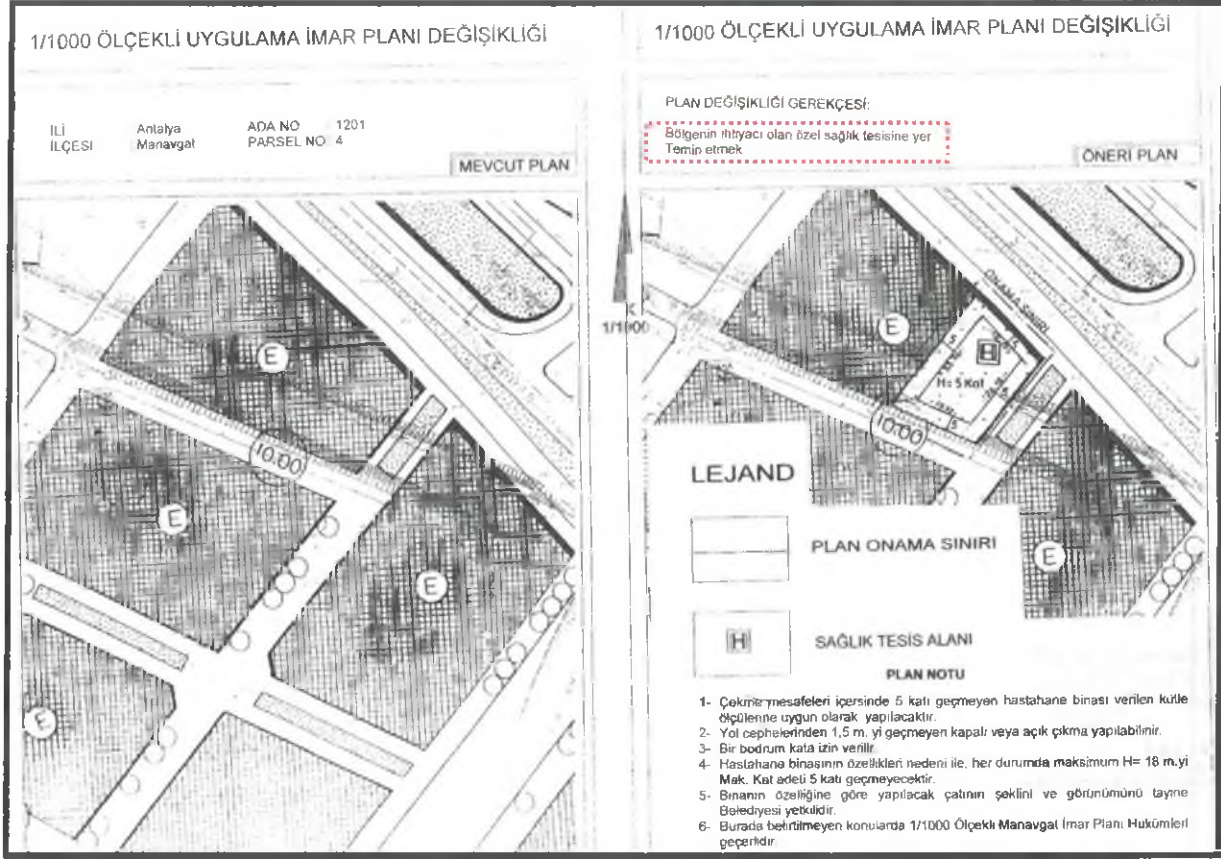 1/1000 ÖLÇEKLİ UYGULAMA İMAR PLANI DEĞİŞİKLİĞİ
İLİ Antalya ADA NO 1201
İLÇESİ Manavgat PARSEL NO 4
MEVCUT PLAN
E
10.00
E
E
E
1/1000 ÖLÇEKLİ UYGULAMA İMAR PLANI DEĞİŞİKLİĞİ
PLAN DEĞİŞİKLİĞİ GEREKÇESİ:
Bölgenin ihtiyacı olan özel sağlık tesisine yer
Temin etmek
ÖNERİ PLAN
K
1/1000
ONAMA SINIRI
E
5
H
H= 5 Kat
5
10.00
E
LEJAND
PLAN ONAMA SINIRI
H SAĞLIK TESİS ALANI
PLAN NOTU
1- Çekme mesafeleri içersinde 5 katı geçmeyen hastahane binası verilen kütle
ölçülerine uygun olarak yapılacaktır.
2- Yol cephelerinden 1,5 m. yi geçmeyen kapalı veya açık çıkma yapılabilinir.
3- Bir bodrum kata izin verilir.
4- Hastahane binasının özellikleri nedeni ile, her durumda maksimum H= 18 m.yi
Mak. Kat adeti 5 katı geçmeyecektir.
5- Binanın özelliğine göre yapılacak çatının şeklini ve görünümünü tayine
Belediyesi yetkilidir.
6- Burada belirtilmeyen konularda 1/1000 Ölçekli Manavgat İmar Planı Hükümleri
geçerlidir.